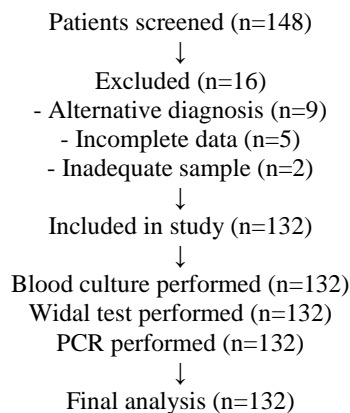 Patients screened (n=148)
↓
Excluded (n=16)
- Alternative diagnosis (n=9)
- Incomplete data (n=5)
- Inadequate sample (n=2)
↓
Included in study (n=132)
↓
Blood culture performed (n=132)
Widal test performed (n=132)
PCR performed (n=132)
↓
Final analysis (n=132)